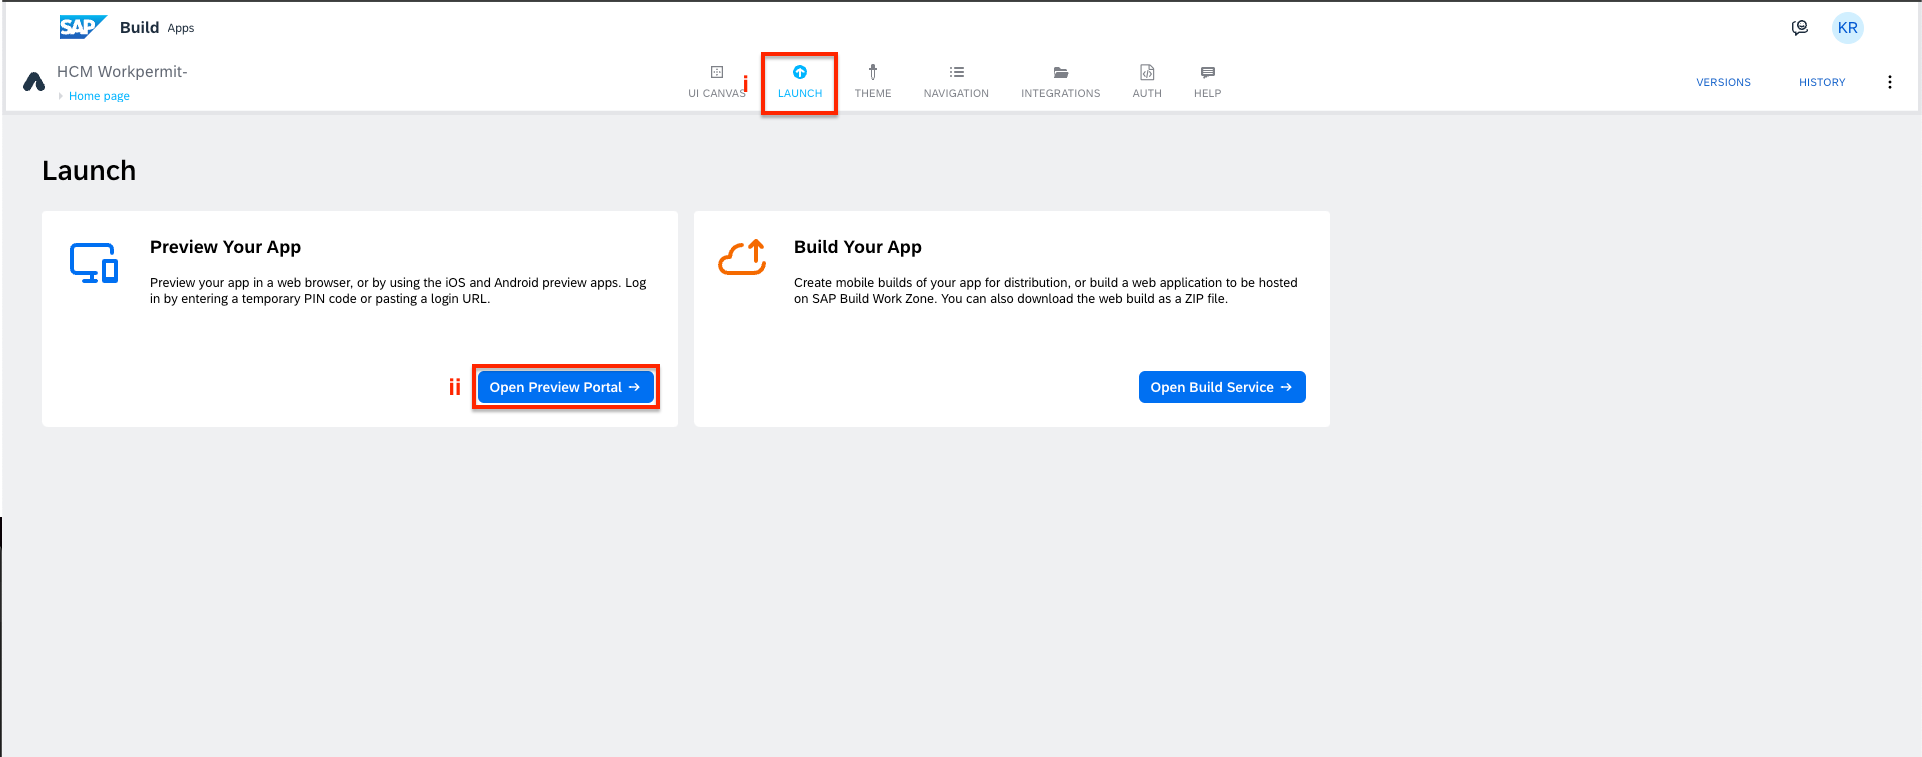 SAP Build Apps
KR
HCM Workpermit-
Home page
UI CANVAS
i
LAUNCH
THEME
NAVIGATION
INTEGRATIONS
AUTH
HELP
VERSIONS
HISTORY
Launch
Preview Your App
Preview your app in a web browser, or by using the iOS and Android preview apps. Log
in by entering a temporary PIN code or pasting a login URL.
ii
Open Preview Portal →
Build Your App
Create mobile builds of your app for distribution, or build a web application to be hosted
on SAP Build Work Zone. You can also download the web build as a ZIP file.
Open Build Service →